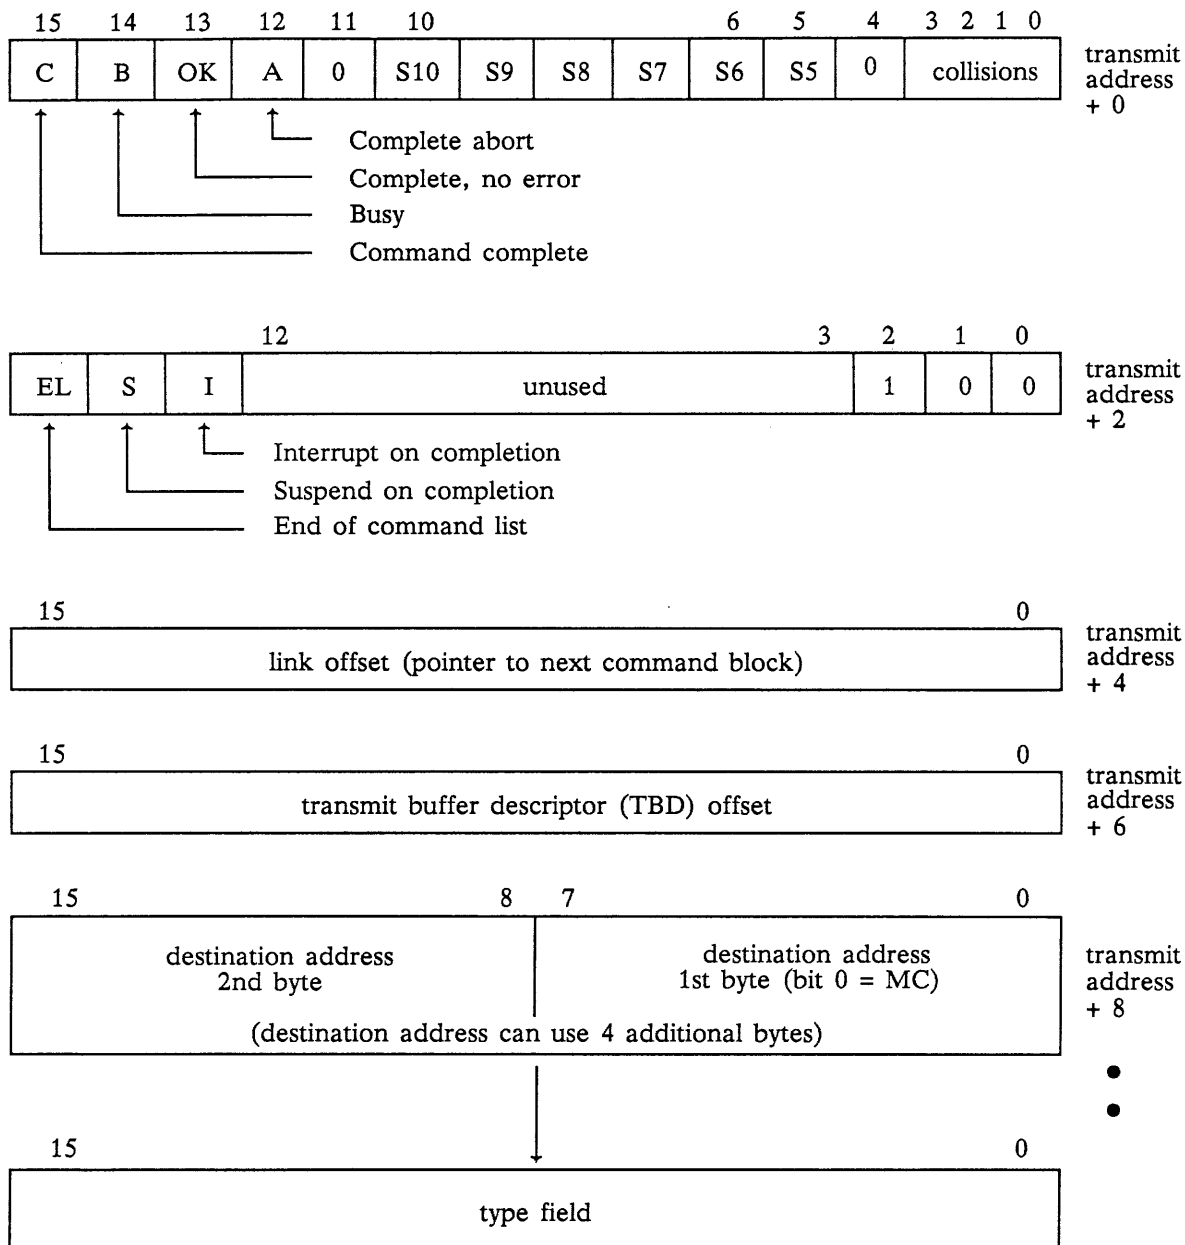 15 14 13 12 11 10 6 5 4 3 2 1 0
C B OK A 0 S10 S9 S8 S7 S6 S5 0 collisions
transmit
address
+ 0
Complete abort
Complete, no error
Busy
Command complete
12 3 2 1 0
EL S I unused 1 0 0
transmit
address
+ 2
Interrupt on completion
Suspend on completion
End of command list
15 0
link offset (pointer to next command block)
transmit
address
+ 4
15 0
transmit buffer descriptor (TBD) offset
transmit
address
+ 6
15 8 7 0
destination address
2nd byte
destination address
1st byte (bit 0 = MC)
(destination address can use 4 additional bytes)
transmit
address
+ 8
15 0
type field